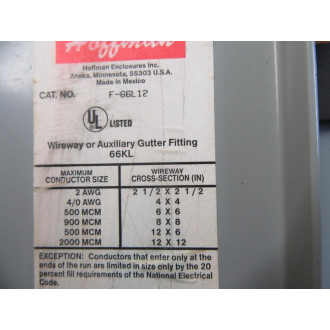 Hoffman
Hoffman Enclosures Inc.
Anoka, Minnesota, 55303 U.S.A.
Made in Mexico
CAT. NO. F-66L12
UL LISTED
Wireway or Auxiliary Gutter Fitting
66KL
MAXIMUM CONDUCTOR SIZE WIREWAY CROSS-SECTION (IN)
2 AWG 2 1/2 X 2 1/2
4/0 AWG 4 X 4
500 MCM 6 X 6
900 MCM 8 X 8
500 MCM 12 X 6
2000 MCM 12 X 12
EXCEPTION: Conductors that enter only at the
ends of the run are limited in size only by the 20
percent fill requirements of the National Electrical
Code.